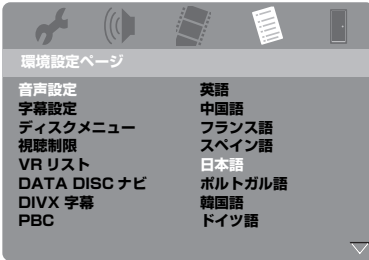 環境設定ページ
音声設定
字幕設定
ディスクメニュー
視聴制限
VR リスト
DATA DISC ナビ
DIVX 字幕
PBC
英語
中国語
フランス語
スペイン語
日本語
ポルトガル語
韓国語
ドイツ語